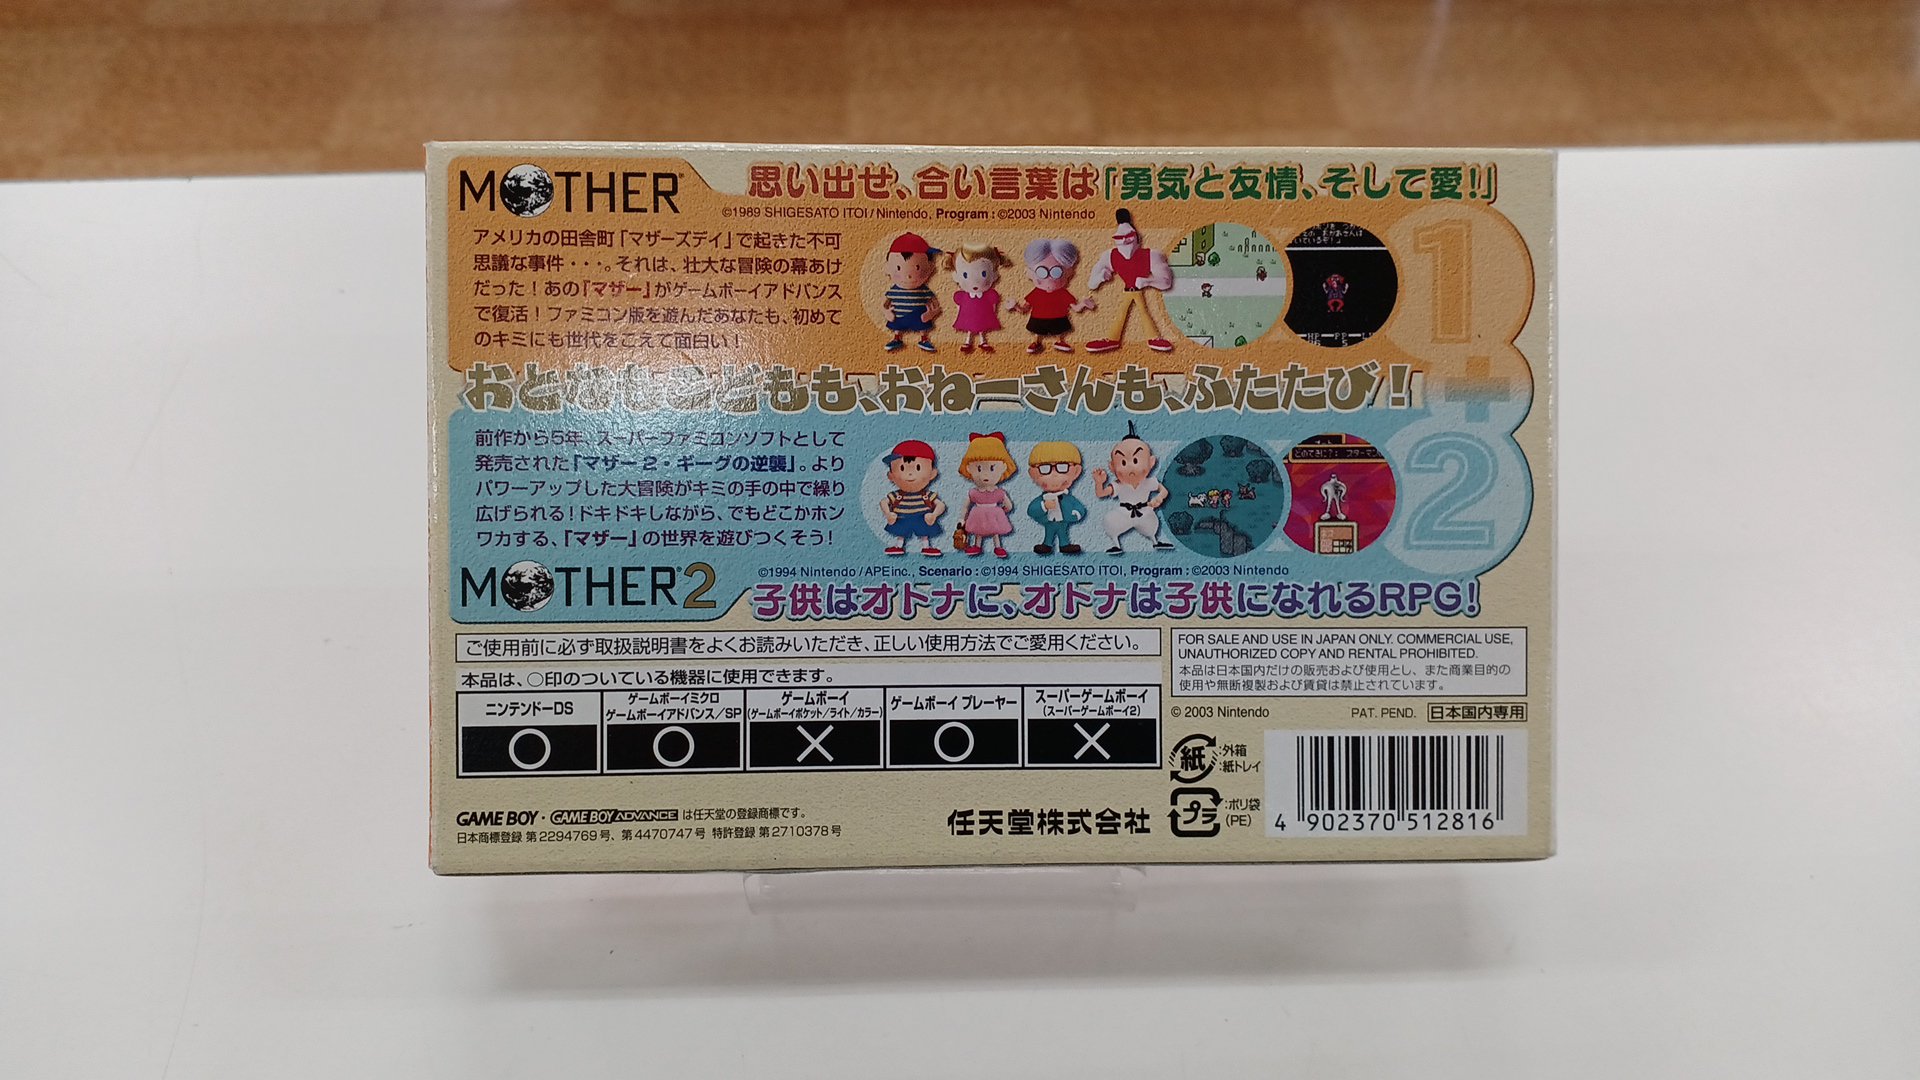 MOTHER
思い出せ、合い言葉は「勇気と友情、そして愛!」
©1989 SHIGESATO ITOI/Nintendo, Program:©2003 Nintendo
アメリカの田舎町「マザーズデイ」で起きた不可
思議な事件・・・。それは、壮大な冒険の幕あけ
だった!あの『マザー』がゲームボーイアドバンス
で復活!ファミコン版を遊んだあなたも、初めて
のキミにも世代をこえて面白い!
1
+
おとなもこどもも、おねーさんも、ふたたび!
前作から5年、スーパーファミコンソフトとして
発売された『マザー2・ギーグの逆襲』。より
パワーアップした大冒険がキミの手の中で繰り
広げられる!ドキドキしながら、でもどこかホン
ワカする、『マザー』の世界を遊びつくそう!
どのてきに?: スターマン
2
MOTHER2
©1994 Nintendo/APEinc., Scenario:©1994 SHIGESATO ITOI, Program:©2003 Nintendo
子供はオトナに、オトナは子供になれるRPG!
ご使用前に必ず取扱説明書をよくお読みいただき、正しい使用方法でご愛用ください。
本品は、○印のついている機器に使用できます。
ニンテンドーDS
○
ゲームボーイミクロ
ゲームボーイアドバンス/SP
○
ゲームボーイ
(ゲームボーイポケット/ライト/カラー)
×
ゲームボーイ プレーヤー
○
スーパーゲームボーイ
(スーパーゲームボーイ2)
×
FOR SALE AND USE IN JAPAN ONLY. COMMERCIAL USE,
UNAUTHORIZED COPY AND RENTAL PROHIBITED.
本品は日本国内だけの販売および使用とし、また商業目的の
使用や無断複製および賃貸は禁止されています。
© 2003 Nintendo
PAT. PEND.
日本国内専用
紙
:外箱
:紙トレイ
プラ
:ポリ袋
(PE)
4 902370 512816
GAME BOY・GAME BOY ADVANCE は任天堂の登録商標です。
日本商標登録 第2294769号、第4470747号 特許登録 第2710378号
任天堂株式会社